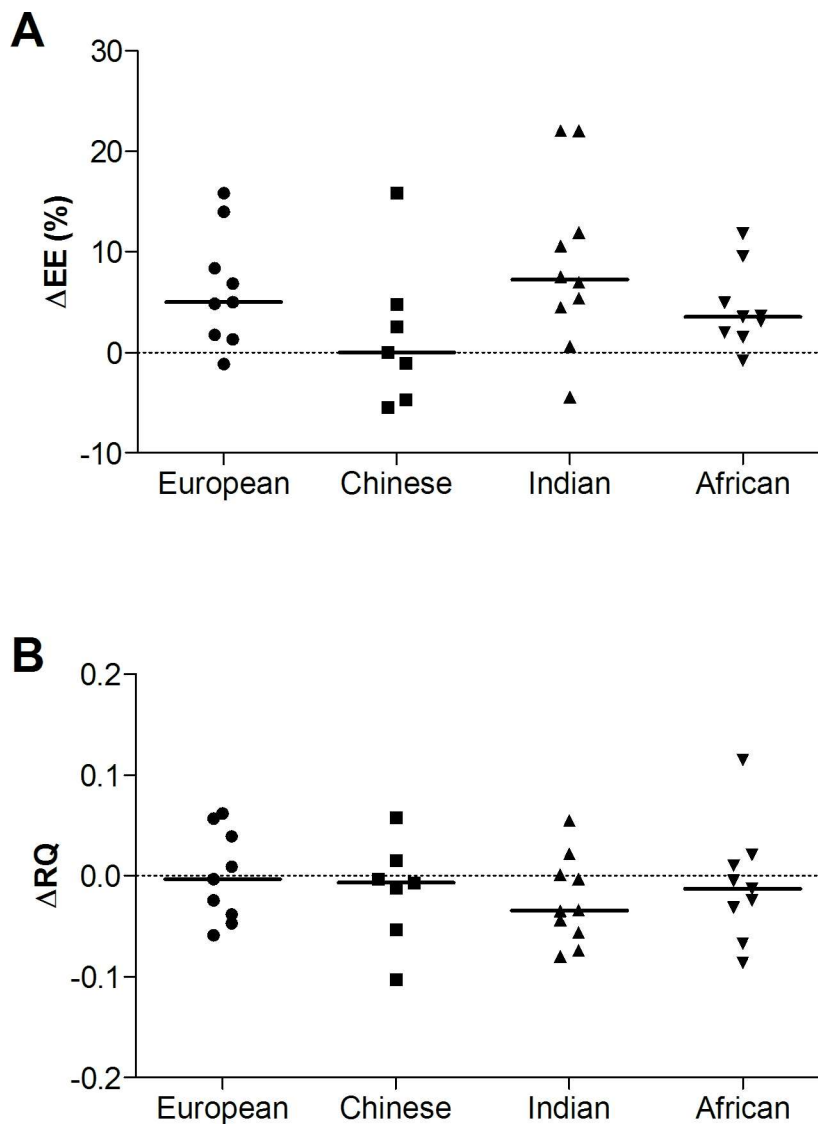 A
30
20
10
0
-10
ΔEE (%)
European Chinese Indian African
B
0.2
0.1
0.0
-0.1
-0.2
ΔRQ
European Chinese Indian African